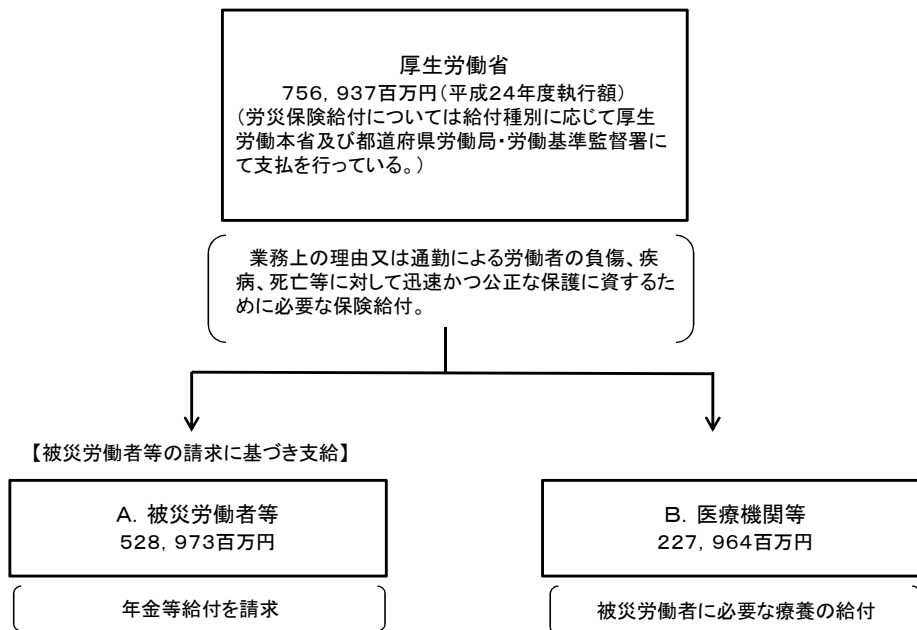 厚生労働省
756,937百万円(平成24年度執行額)
(労災保険給付については給付種別に応じて厚生
労働本省及び都道府県労働局・労働基準監督署に
て支払を行っている。)
業務上の理由又は通勤による労働者の負傷、疾
病、死亡等に対して迅速かつ公正な保護に資するた
めに必要な保険給付。
【被災労働者等の請求に基づき支給】
A.被災労働者等
528,973百万円
年金等給付を請求
B.医療機関等
227,964百万円
被災労働者に必要な療養の給付